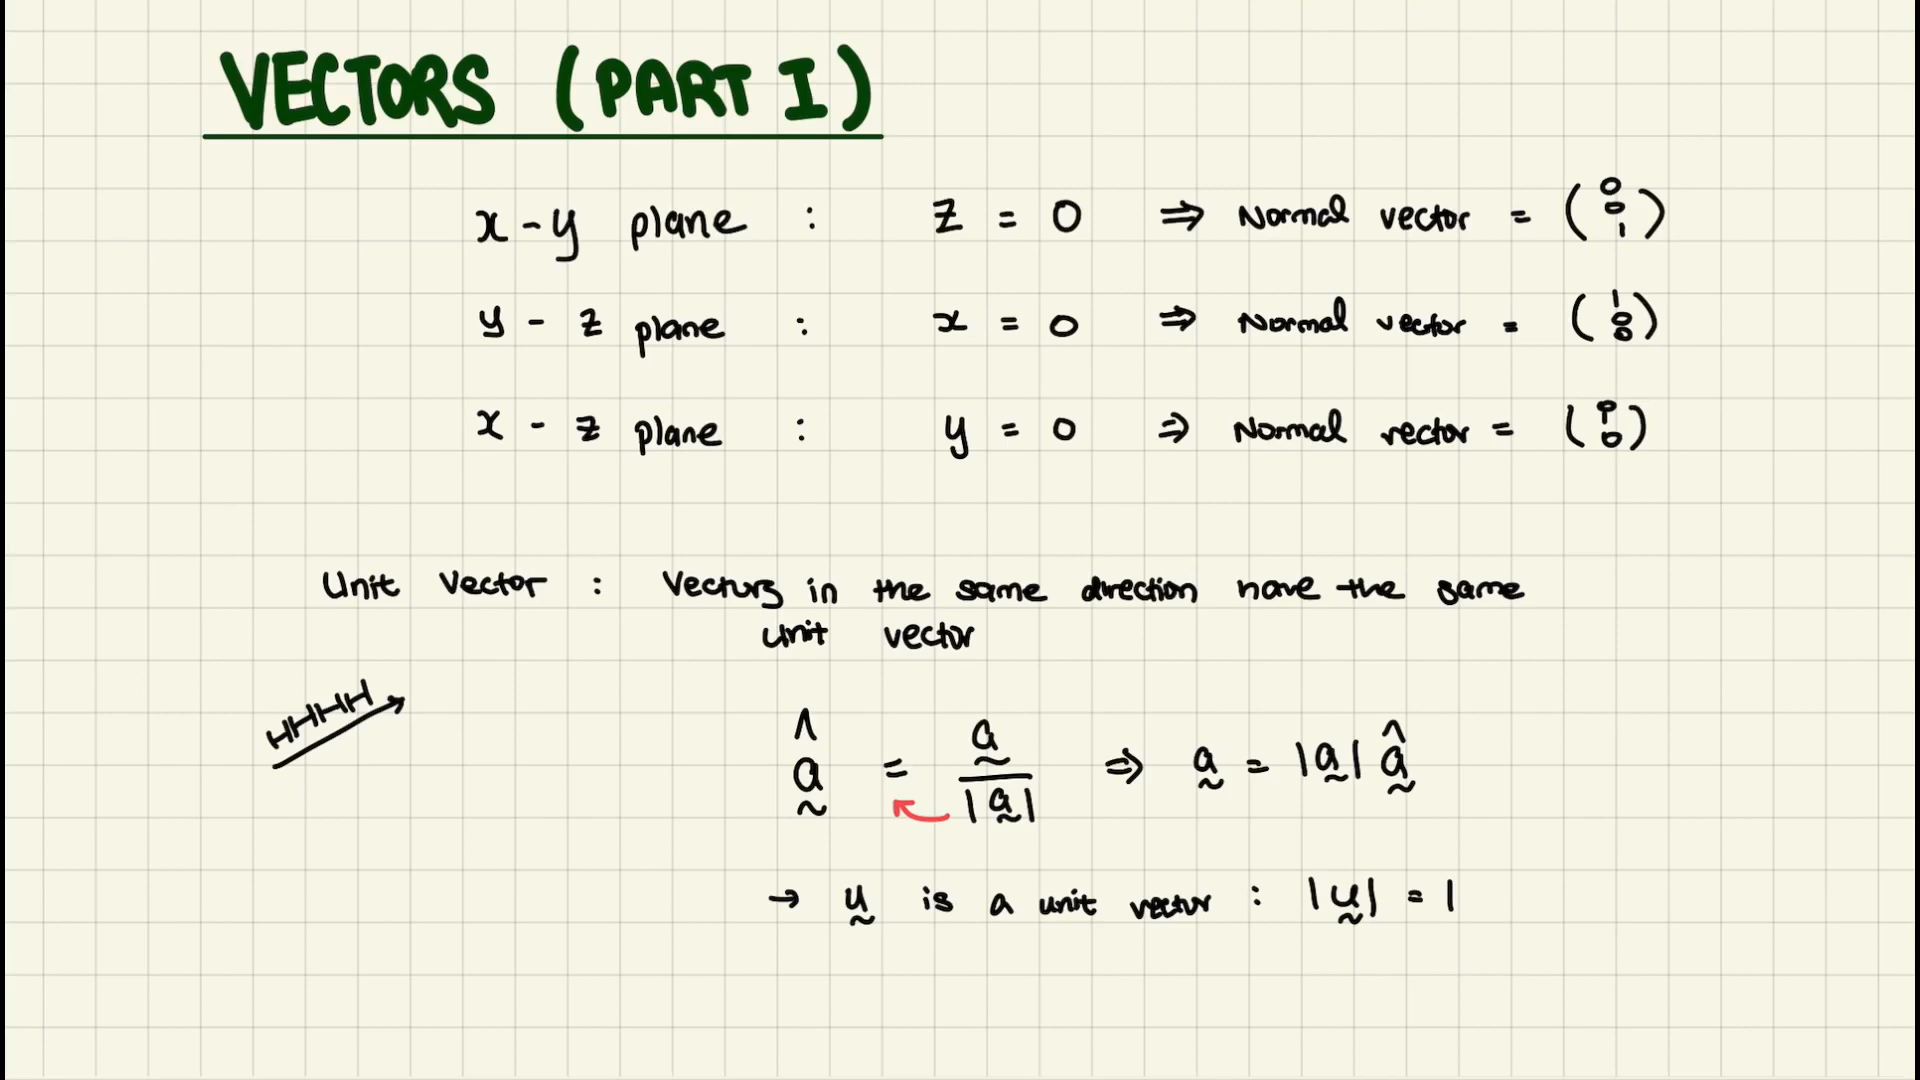 VECTORS (PART I)
x-y plane : z = 0 ⇒ Normal vector = (0 0 1)
y - z plane : x = 0 ⇒ Normal vector = (1 0 0)
x - z plane : y = 0 ⇒ Normal vector = (0 1 0)
Unit Vector : Vectors in the same direction have the same
unit vector
â = a / |a| ⇒ a = |a| â
→ u is a unit vector : |u| = 1